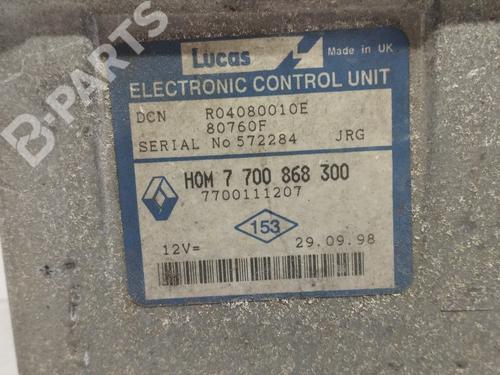 Lucas Made in UK
ELECTRONIC CONTROL UNIT
DCN R04080010E
80760F
SERIAL No 572284 JRG
HOM 7 700 868 300
7700111207
153
12V= 29.09.98
B-PARTS